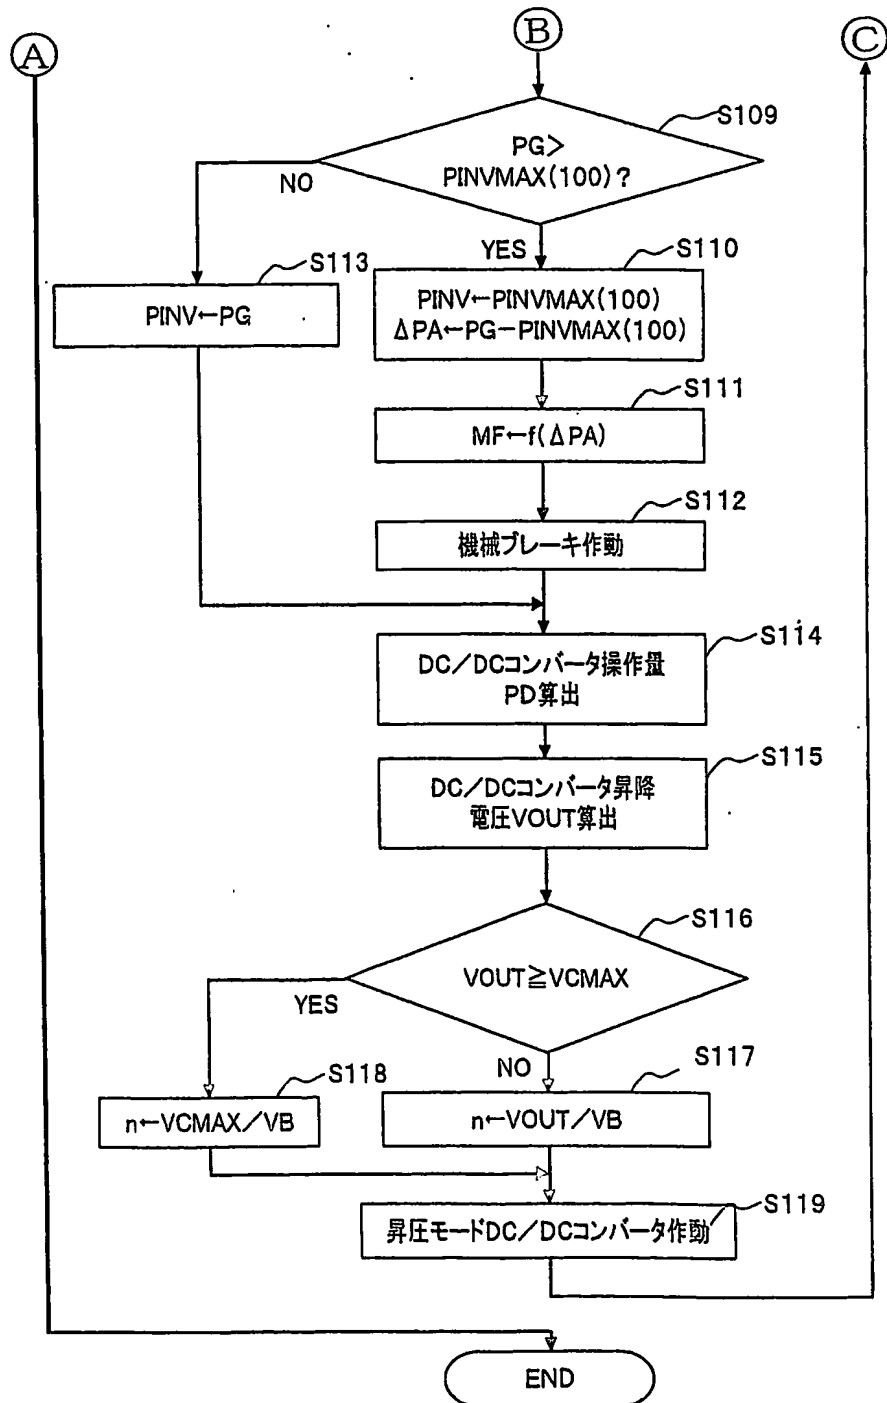 A
B
C
S109
PG>
PINVMAX(100)?
NO
YES
S110
S113
PINV←PG
PINV←PINVMAX(100)
ΔPA←PG−PINVMAX(100)
S111
MF←f(ΔPA)
S112
機械ブレーキ作動
S114
DC／DCコンバータ操作量
PD算出
S115
DC／DCコンバータ昇降
電圧VOUT算出
S116
VOUT≧VCMAX
YES
NO
S117
S118
n←VCMAX／VB
n←VOUT／VB
S119
昇圧モードDC／DCコンバータ作動
END